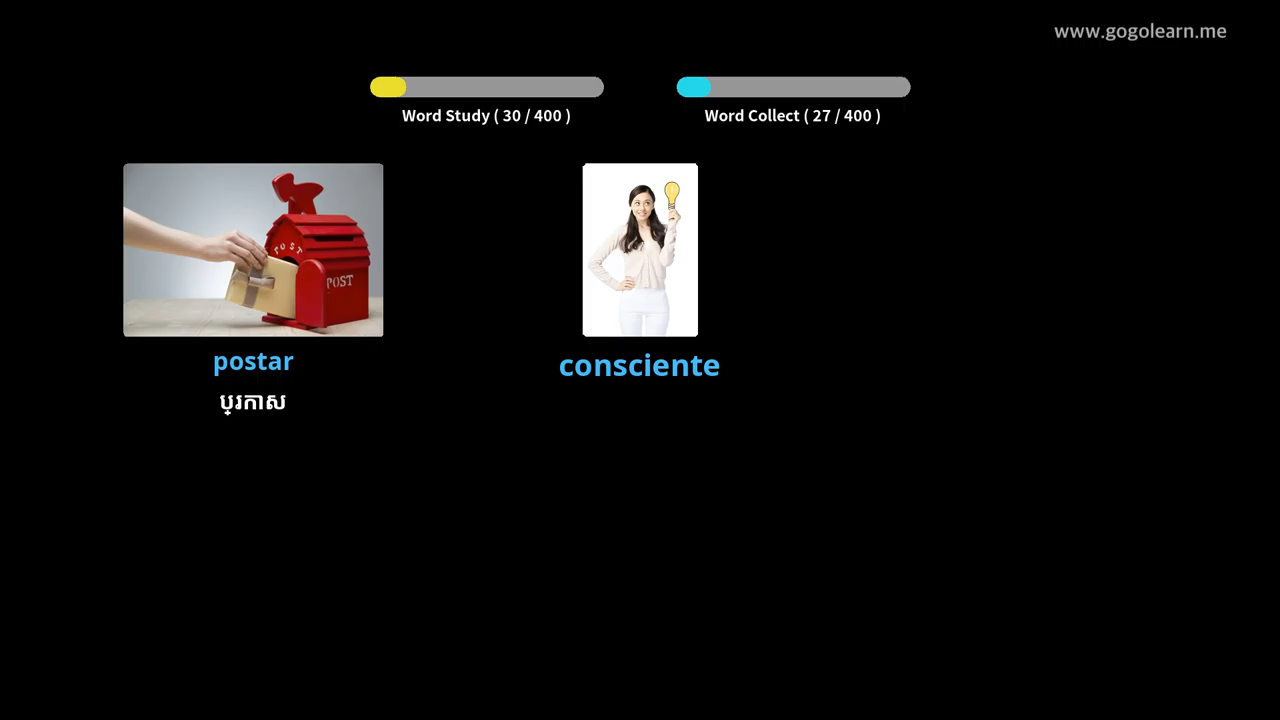 www.gogolearn.me
Word Study ( 30 / 400 )
Word Collect ( 27 / 400 )
POST
POST
postar
ប្រកាស
consciente